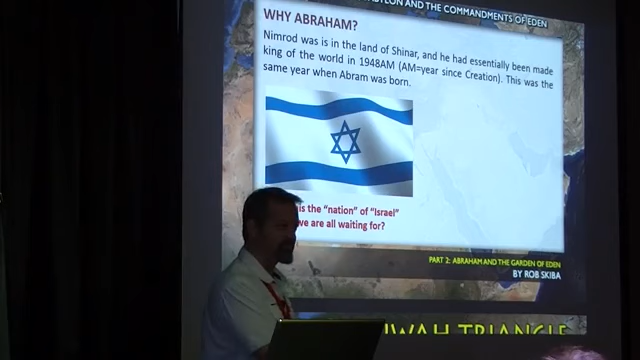 AND THE COMMANDMENTS OF EDEN
WHY ABRAHAM?
Nimrod was is in the land of Shinar, and he had essentially been made
king of the world in 1948AM (AM=year since Creation). This was the
same year when Abram was born.
is the “nation” of “Israel”
we are all waiting for?
PART 2: ABRAHAM AND THE GARDEN OF EDEN
BY ROB SKIBA
TRIANGLE